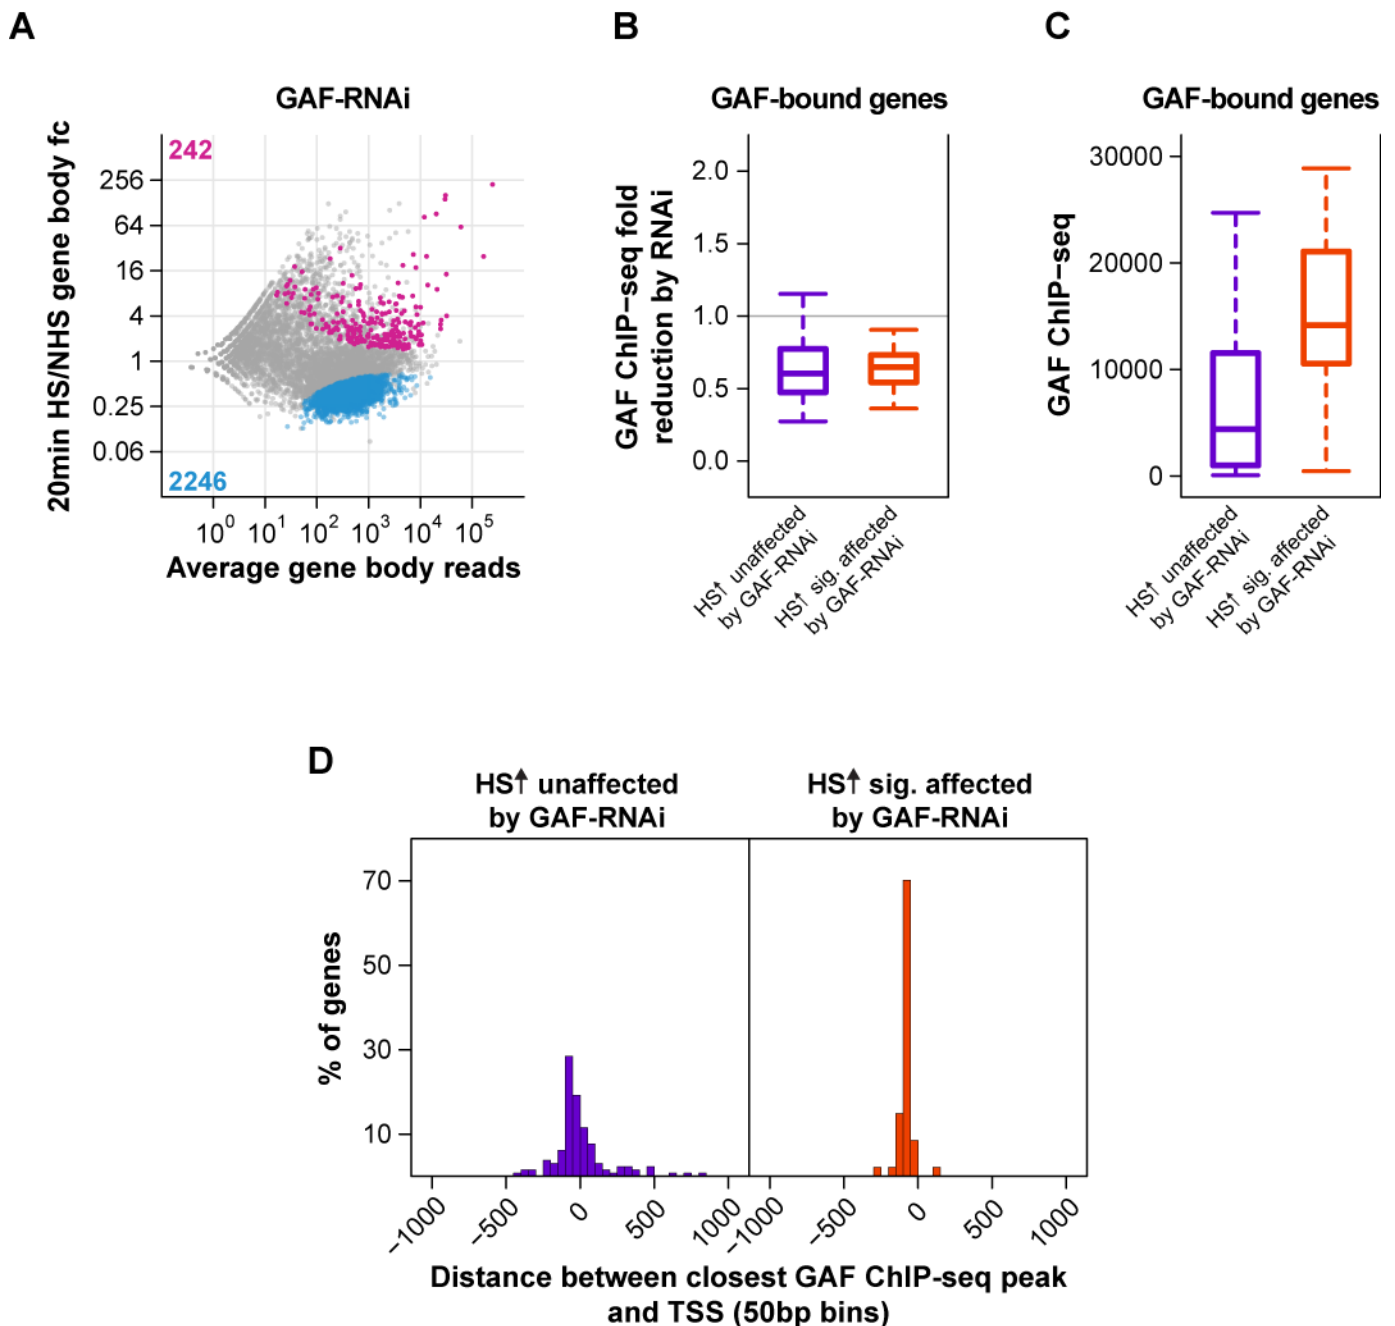 A
GAF-RNAi
20min HS/NHS gene body fc
242
256
64
16
4
1
0.25
0.06
2246
10^0 10^1 10^2 10^3 10^4 10^5
Average gene body reads
B
GAF-bound genes
GAF ChIP−seq fold
reduction by RNAi
2.0
1.5
1.0
0.5
0.0
HS↑ unaffected
by GAF-RNAi
HS↑ sig. affected
by GAF-RNAi
C
GAF-bound genes
GAF ChIP−seq
30000
20000
10000
0
HS↑ unaffected
by GAF-RNAi
HS↑ sig. affected
by GAF-RNAi
D
HS↑ unaffected
by GAF-RNAi
HS↑ sig. affected
by GAF-RNAi
% of genes
70
50
30
10
−1000 −500 0 500 1000
−1000 −500 0 500 1000
Distance between closest GAF ChIP-seq peak
and TSS (50bp bins)